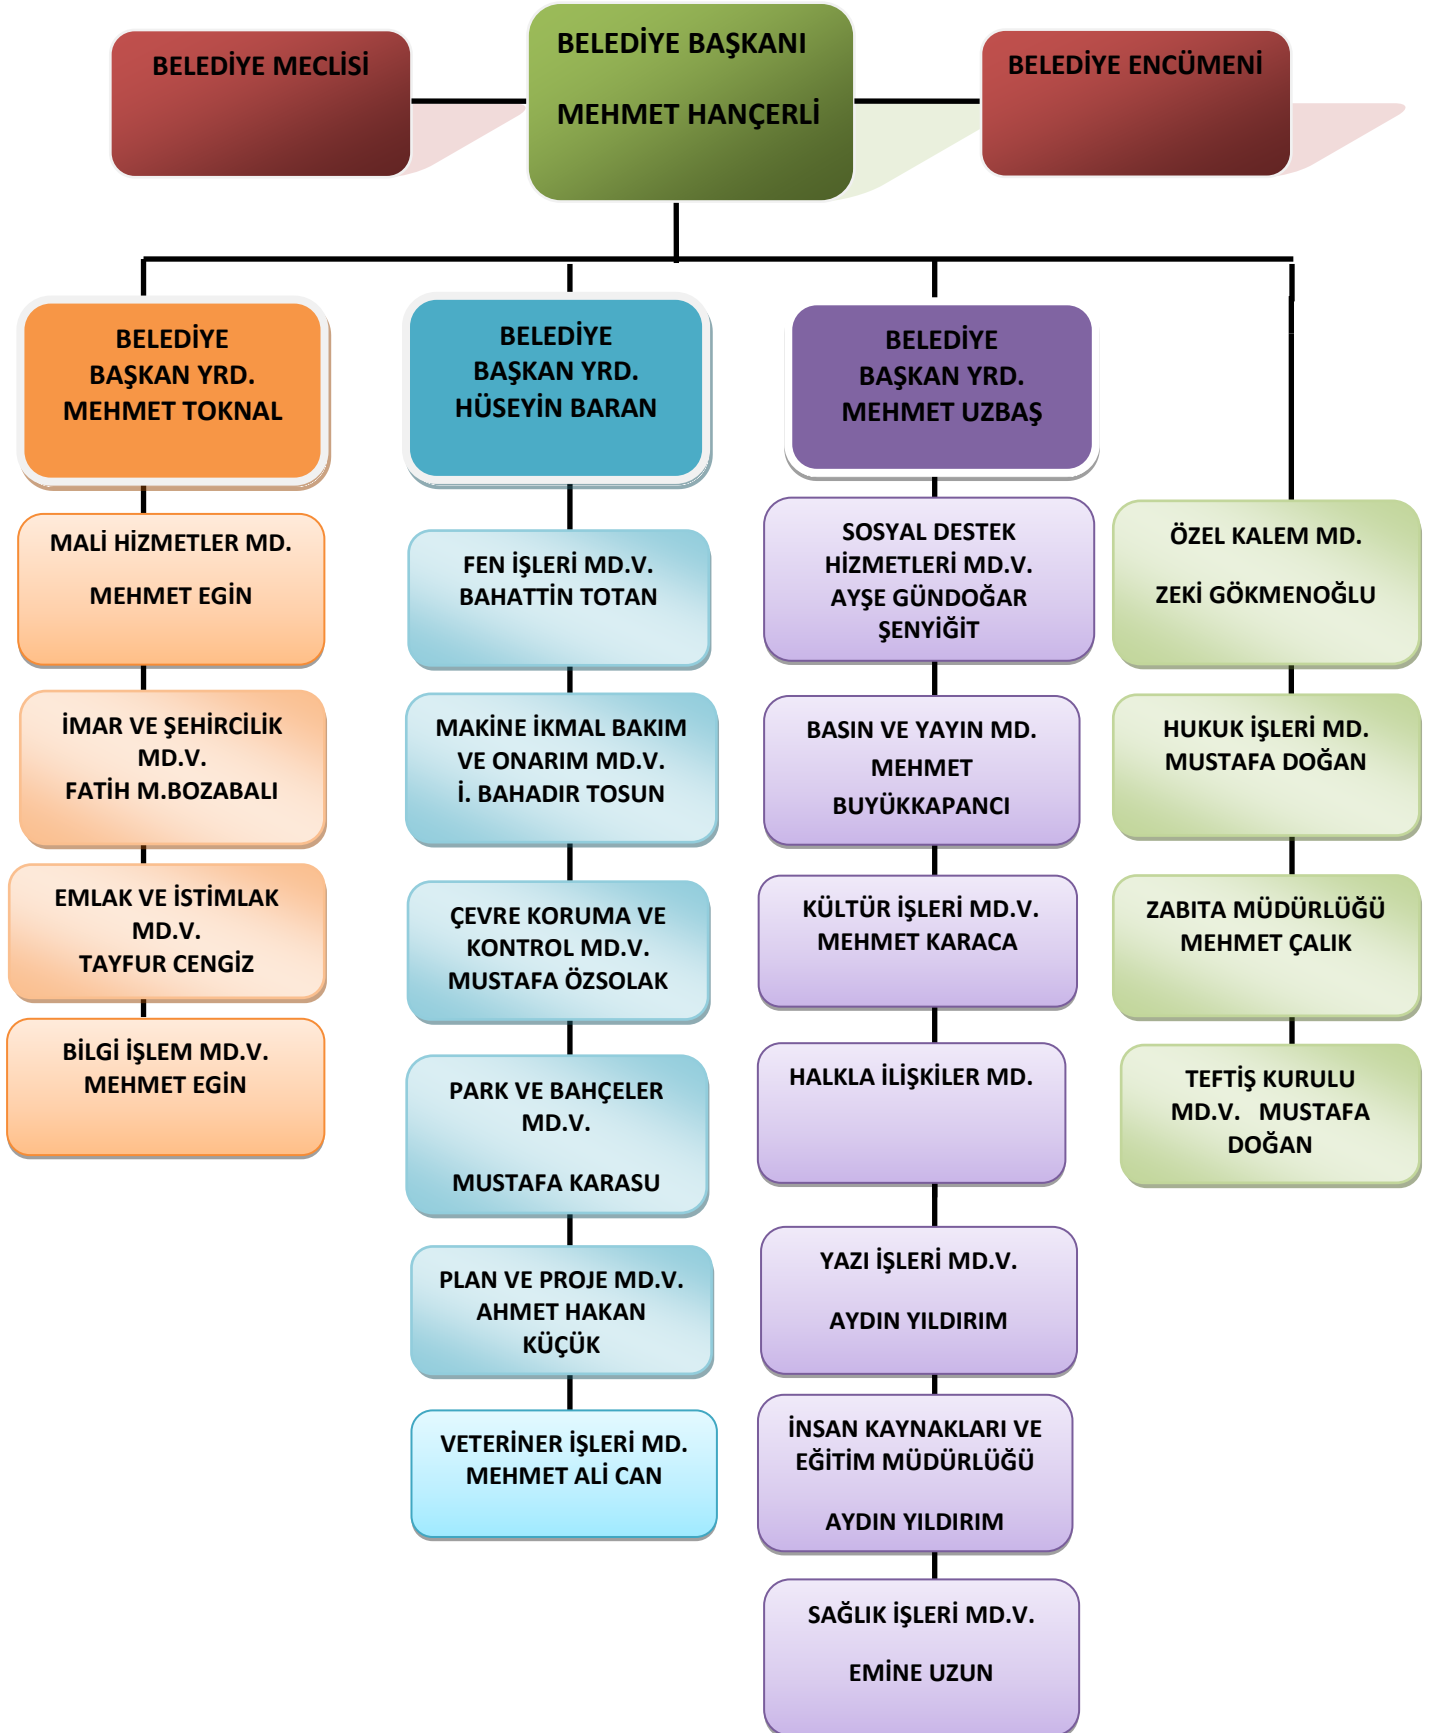 BELEDİYE MECLİSİ
BELEDİYE BAŞKANI
MEHMET HANÇERLİ
BELEDİYE ENCÜMENİ
BELEDİYE
BAŞKAN YRD.
MEHMET TOKNAL
MALİ HİZMETLER MD.
MEHMET EGİN
İMAR VE ŞEHİRCİLİK
MD.V.
FATİH M.BOZABALI
EMLAK VE İSTİMLAK
MD.V.
TAYFUR CENGİZ
BİLGİ İŞLEM MD.V.
MEHMET EGİN
BELEDİYE
BAŞKAN YRD.
HÜSEYİN BARAN
FEN İŞLERİ MD.V.
BAHATTİN TOTAN
MAKİNE İKMAL BAKIM
VE ONARIM MD.V.
İ. BAHADIR TOSUN
ÇEVRE KORUMA VE
KONTROL MD.V.
MUSTAFA ÖZSOLAK
PARK VE BAHÇELER
MD.V.
MUSTAFA KARASU
PLAN VE PROJE MD.V.
AHMET HAKAN
KÜÇÜK
VETERİNER İŞLERİ MD.
MEHMET ALİ CAN
BELEDİYE
BAŞKAN YRD.
MEHMET UZBAŞ
SOSYAL DESTEK
HİZMETLERİ MD.V.
AYŞE GÜNDOĞAR
ŞENYİĞİT
BASIN VE YAYIN MD.
MEHMET
BUYÜKKAPANCI
KÜLTÜR İŞLERİ MD.V.
MEHMET KARACA
HALKLA İLİŞKİLER MD.
YAZI İŞLERİ MD.V.
AYDIN YILDIRIM
İNSAN KAYNAKLARI VE
EĞİTİM MÜDÜRLÜĞÜ
AYDIN YILDIRIM
SAĞLIK İŞLERİ MD.V.
EMİNE UZUN
ÖZEL KALEM MD.
ZEKİ GÖKMENOĞLU
HUKUK İŞLERİ MD.
MUSTAFA DOĞAN
ZABITA MÜDÜRLÜĞÜ
MEHMET ÇALIK
TEFTİŞ KURULU
MD.V. MUSTAFA
DOĞAN